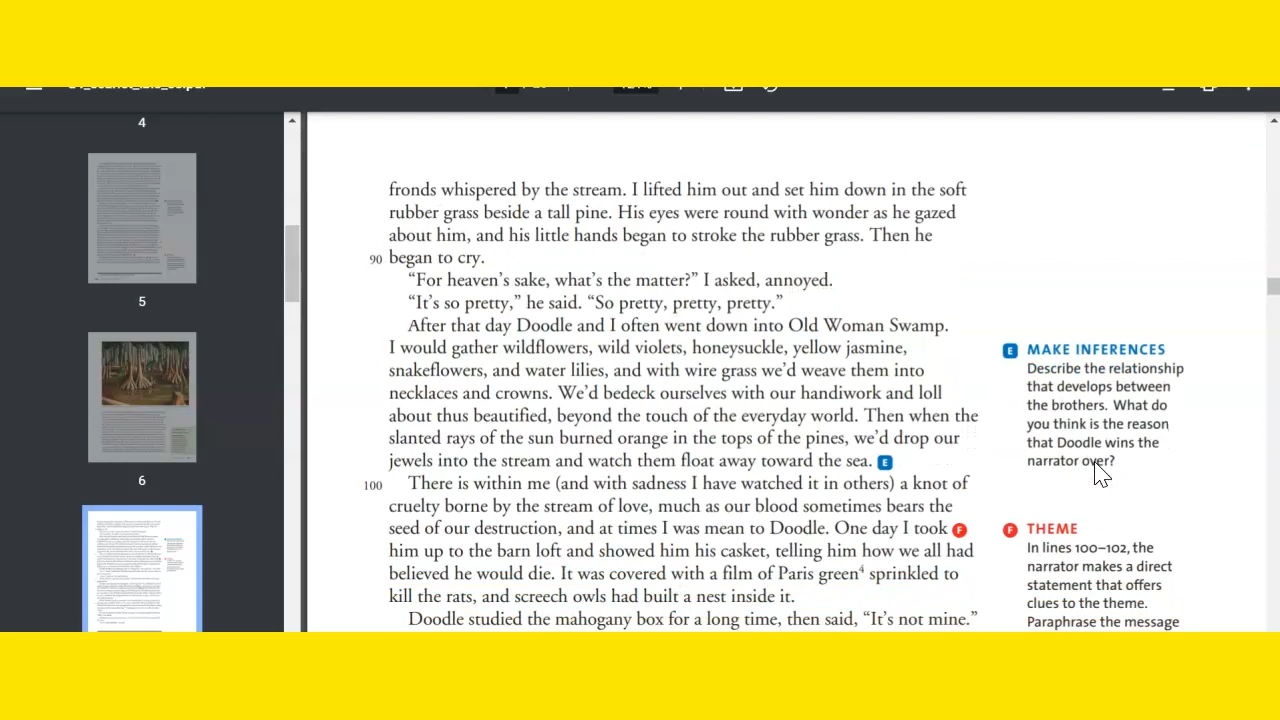 4
5
6
fronds whispered by the stream. I lifted him out and set him down in the soft
rubber grass beside a tall pine. His eyes were round with wonder as he gazed
about him, and his little hands began to stroke the rubber grass. Then he
90 began to cry.
“For heaven’s sake, what’s the matter?” I asked, annoyed.
“It’s so pretty,” he said. “So pretty, pretty, pretty.”
After that day Doodle and I often went down into Old Woman Swamp.
I would gather wildflowers, wild violets, honeysuckle, yellow jasmine,
snakeflowers, and water lilies, and with wire grass we’d weave them into
necklaces and crowns. We’d bedeck ourselves with our handiwork and loll
about thus beautified, beyond the touch of the everyday world. Then when the
slanted rays of the sun burned orange in the tops of the pines, we’d drop our
jewels into the stream and watch them float away toward the sea. E
100 There is within me (and with sadness I have watched it in others) a knot of
cruelty borne by the stream of love, much as our blood sometimes bears the
seed of our destruction, and at times I was mean to Doodle. One day I took F
him up to the barn loft and showed him his casket, telling him how we all had
believed he would die. It was covered with a film of Paris green⁴ sprinkled to
kill the rats, and screech owls had built a nest inside it.
Doodle studied the mahogany box for a long time, then said, “It’s not mine.”
E MAKE INFERENCES
Describe the relationship
that develops between
the brothers. What do
you think is the reason
that Doodle wins the
narrator over?
F THEME
In lines 100–102, the
narrator makes a direct
statement that offers
clues to the theme.
Paraphrase the message